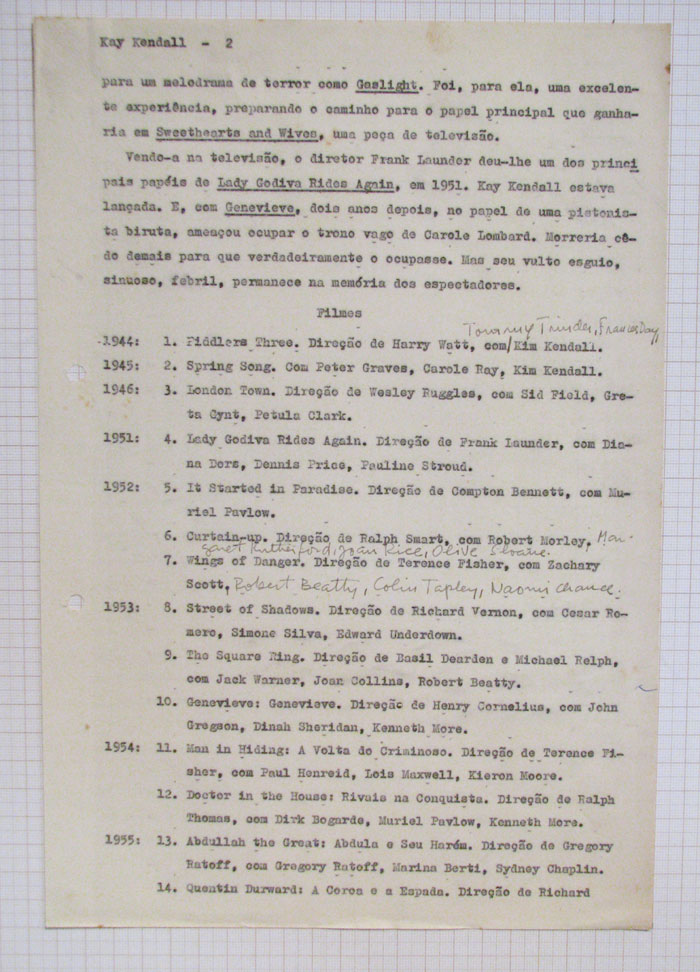 Kay Kendall - 2
para um melodrama de terror como Gaslight. Foi, para ela, uma excelen-
te experiência, preparando o caminho para o papel principal que ganha-
ria em Sweethearts and Wives, uma peça de televisão.
Vendo-a na televisão, o diretor Frank Launder deu-lhe um dos princi
pais papéis de Lady Godiva Rides Again, em 1951. Kay Kendall estava
lançada. E, com Genevieve, dois anos depois, no papel de uma pistonis-
ta biruta, ameaçou ocupar o trono vago de Carole Lombard. Morreria cê-
do demais para que verdadeiramente o ocupasse. Mas seu vulto esguio,
sinuoso, febril, permanece na memória dos espectadores.
Filmes
Tommy Trinder, Frances Day,
1944: 1. Fiddlers Three. Direção de Harry Watt, com/Kim Kendall.
1945: 2. Spring Song. Com Peter Graves, Carole Ray, Kim Kendall.
1946: 3. London Town. Direção de Wesley Ruggles, com Sid Field, Gre-
ta Gynt, Petula Clark.
1951: 4. Lady Godiva Rides Again. Direção de Frank Launder, com Dia-
na Dors, Dennis Price, Pauline Stroud.
1952: 5. It Started in Paradise. Direção de Compton Bennett, com Mu-
riel Pavlow.
6. Curtain-up. Direção de Ralph Smart, com Robert Morley, Mar-
garet Rutherford, Joan Rice, Olive Sloane.
7. Wings of Danger. Direção de Terence Fisher, com Zachary
Scott, Robert Beatty, Colin Tapley, Naomi Chance.
1953: 8. Street of Shadows. Direção de Richard Vernon, com Cesar Ro-
mero, Simone Silva, Edward Underdown.
9. The Square Ring. Direção de Basil Dearden e Michael Relph,
com Jack Warner, Joan Collins, Robert Beatty.
10. Genevieve: Genevieve. Direção de Henry Cornelius, com John
Gregson, Dinah Sheridan, Kenneth More.
1954: 11. Man in Hiding: A Volta do Criminoso. Direção de Terence Fi-
sher, com Paul Henreid, Lois Maxwell, Kieron Moore.
12. Doctor in the House: Rivais na Conquista. Direção de Ralph
Thomas, com Dirk Bogarde, Muriel Pavlow, Kenneth More.
1955: 13. Abdullah the Great: Abdula e Seu Harém. Direção de Gregory
Ratoff, com Gregory Ratoff, Marina Berti, Sydney Chaplin.
14. Quentin Durward: A Coroa e a Espada. Direção de Richard